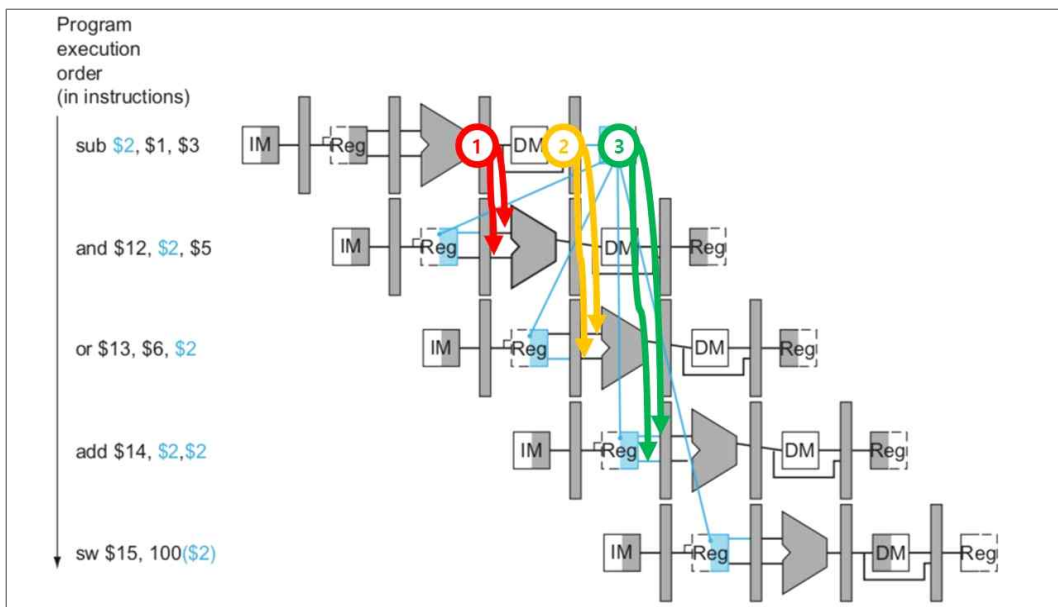 Program
execution
order
(in instructions)
sub $2, $1, $3
IM
Reg
1
DM
2
3
and $12, $2, $5
IM
Reg
DM
Reg
or $13, $6, $2
IM
Reg
DM
Reg
add $14, $2,$2
IM
Reg
DM
Reg
sw $15, 100($2)
IM
Reg
DM
Reg